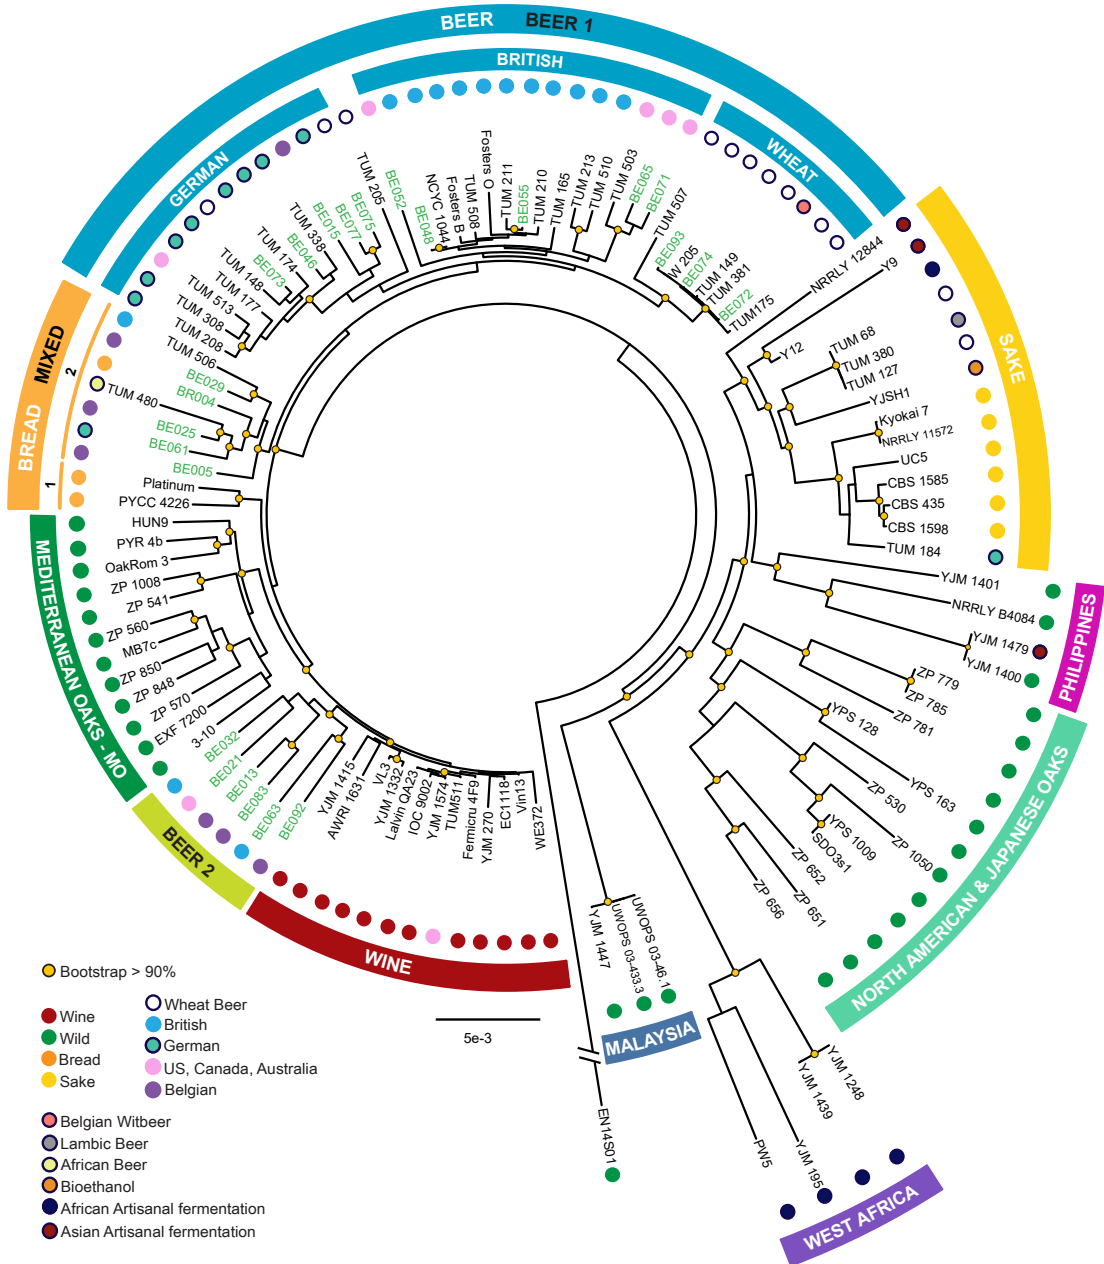 BEER BEER 1
BRITISH
GERMAN
WHEAT
SAKE
PHILIPPINES
NORTH AMERICAN & JAPANESE OAKS
WEST AFRICA
MALAYSIA
WINE
BEER 2
MEDITERRANEAN OAKS - MO
BREAD MIXED
1
2
TUM 205
BE052
NCYC 1044
BE048
Fosters B
TUM 508
Fosters O
TUM 211
BE055
TUM 210
TUM 165
TUM 213
TUM 510
TUM 503
BE065
BE071
TUM 507
BE093
W 205
BE074
TUM 149
TUM 381
BE072
TUM175
NRRLY 12844
Y9
Y12
TUM 68
TUM 380
TUM 127
YJSH1
Kyokai 7
NRRLY 11572
UC5
CBS 1585
CBS 435
CBS 1598
TUM 184
YJM 1401
NRRLY B4084
YJM 1479
YJM 1400
ZP 779
ZP 785
ZP 781
YPS 128
YPS 163
ZP 530
ZP 1050
YPS 1009
SDO3s1
ZP 652
ZP 651
ZP 656
YJM 1248
YJM 1439
YJM 195
PW5
UWOPS 03-46.1
UWOPS 03-433.3
YJM 1447
EN14S01
WE372
Vin13
EC1118
YJM 270
Fermicru 4F9
TUM511
YJM 1574
IOC 9002
Lalvin QA23
YJM 1332
VL3
AWRI 1631
YJM 1415
BE092
BE063
BE083
BE013
BE021
BE032
3-10
EXF 7200
ZP 570
ZP 848
ZP 850
MB7c
ZP 560
ZP 541
ZP 1008
OakRom 3
PYR 4b
HUN9
PYCC 4226
Platinum
BE005
BE061
BE025
TUM 480
BR004
BE029
TUM 506
TUM 208
TUM 308
TUM 513
TUM 177
TUM 148
BE073
TUM 174
BE046
TUM 338
BE015
BE077
BE075
Bootstrap > 90%
Wine
Wild
Bread
Sake
Wheat Beer
British
German
US, Canada, Australia
Belgian
Belgian Witbeer
Lambic Beer
African Beer
Bioethanol
African Artisanal fermentation
Asian Artisanal fermentation
5e-3